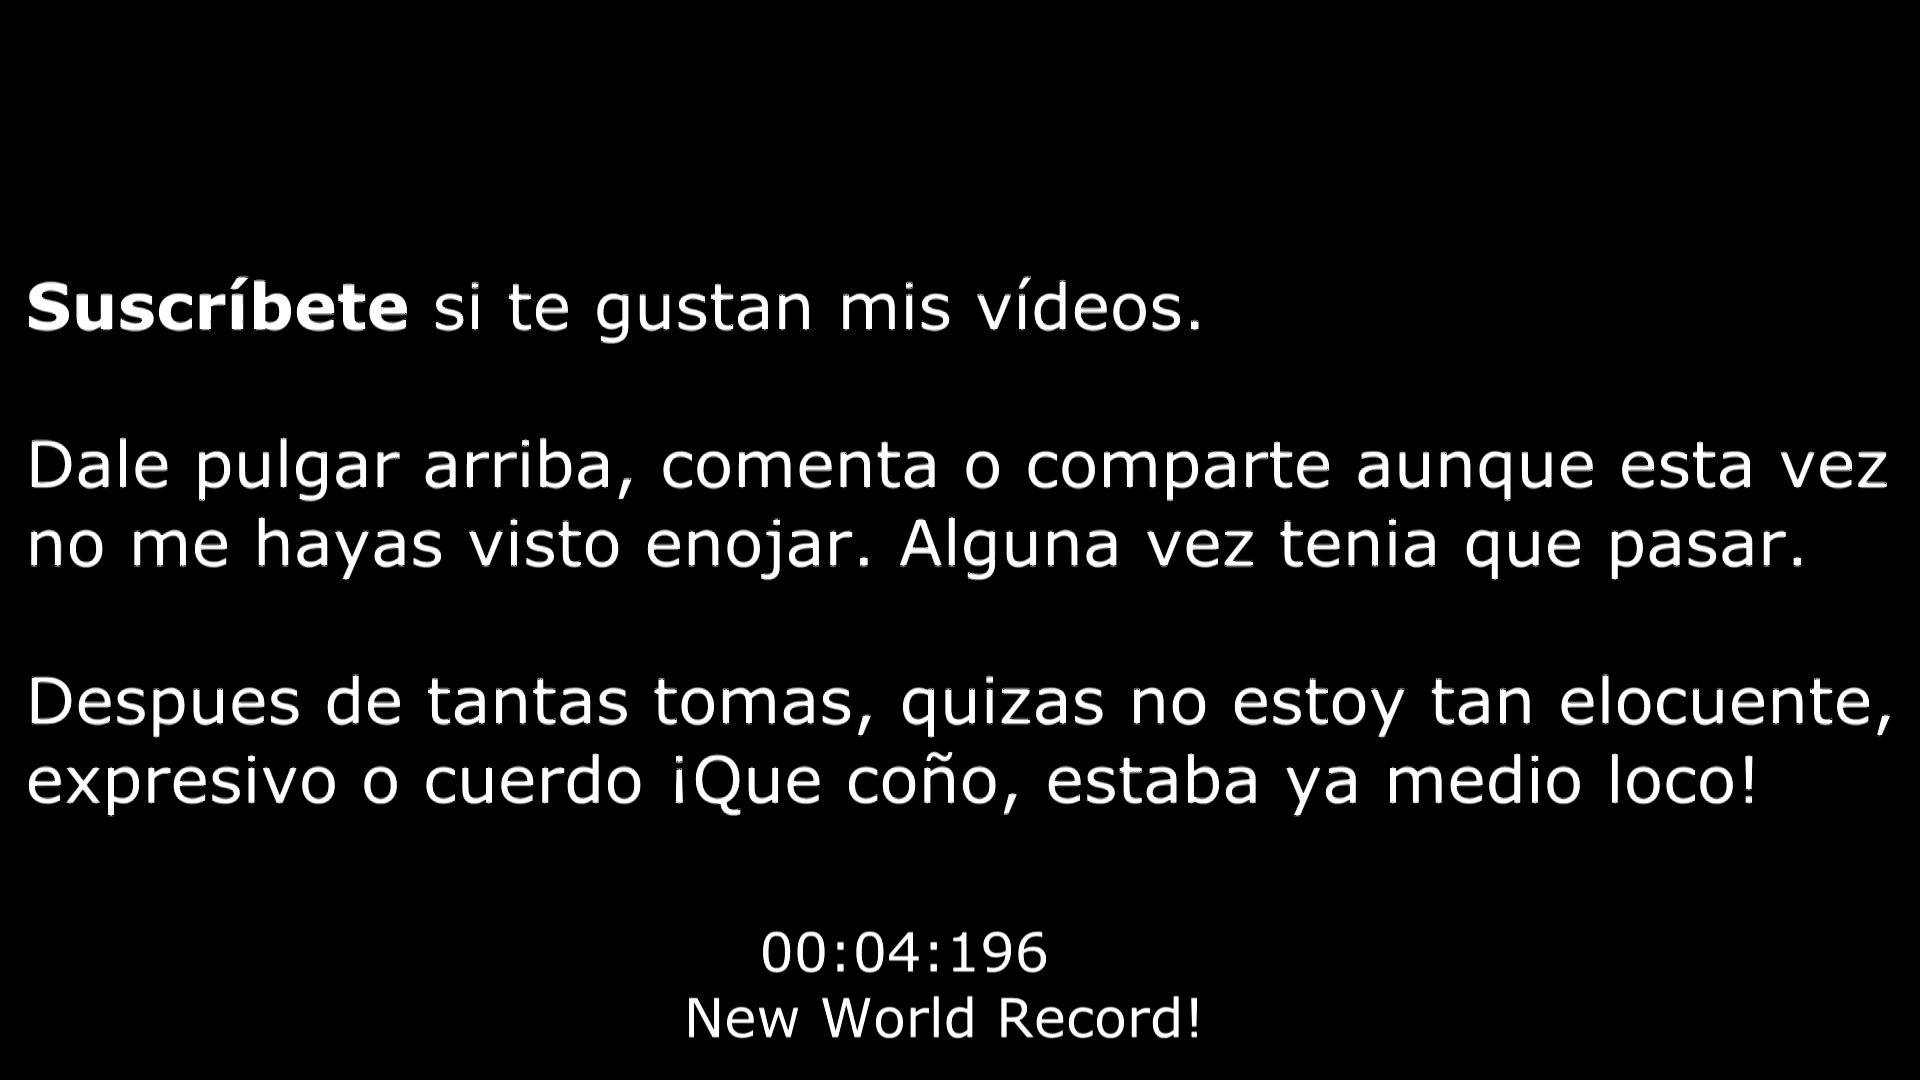 Suscríbete si te gustan mis vídeos.
Dale pulgar arriba, comenta o comparte aunque esta vez
no me hayas visto enojar. Alguna vez tenia que pasar.
Despues de tantas tomas, quizas no estoy tan elocuente,
expresivo o cuerdo ¡Que coño, estaba ya medio loco!
00:04:196
New World Record!